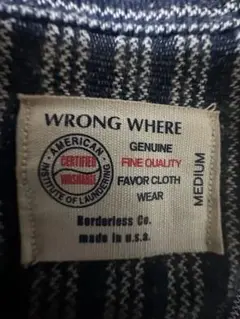 WRONG WHERE
AMERICAN
INSTITUTE OF LAUNDERING
CERTIFIED
WASHABLE
GENUINE
FINE QUALITY
FAVOR CLOTH
WEAR
MEDIUM
Borderless Co.
made in u.s.a.